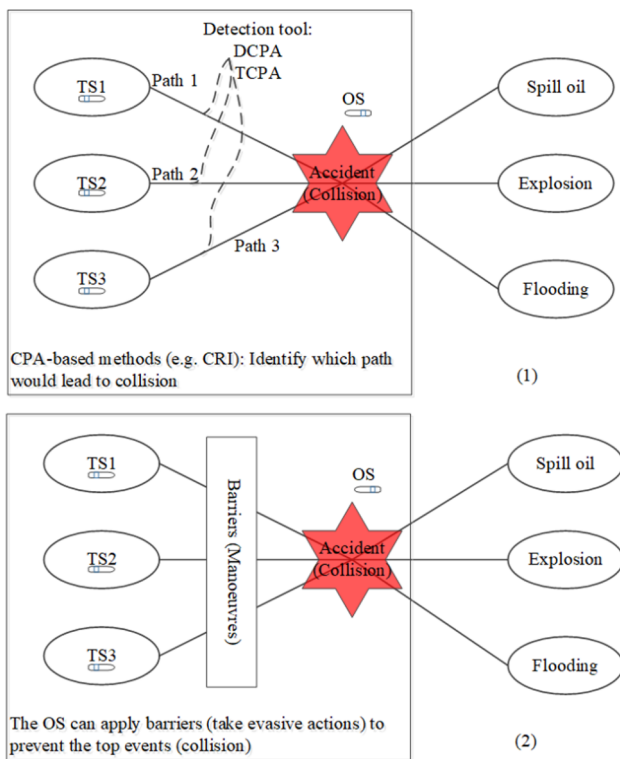 Detection tool:
DCPA
TCPA
TS1
Path 1
OS
Spill oil
TS2
Path 2
Accident
(Collision)
Explosion
TS3
Path 3
Flooding
CPA-based methods (e.g. CRI): Identify which path
would lead to collision
(1)
TS1
Barriers (Manoeuvres)
OS
Spill oil
TS2
Accident
(Collision)
Explosion
TS3
Flooding
The OS can apply barriers (take evasive actions) to
prevent the top events (collision)
(2)